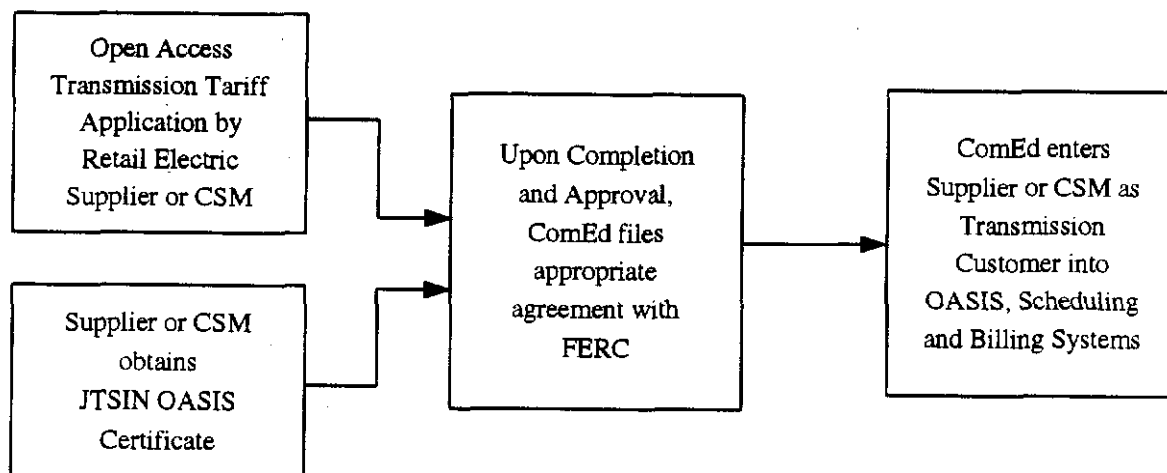 Open Access
Transmission Tariff
Application by
Retail Electric
Supplier or CSM
Supplier or CSM
obtains
JTSIN OASIS
Certificate
Upon Completion
and Approval,
ComEd files
appropriate
agreement with
FERC
ComEd enters
Supplier or CSM as
Transmission
Customer into
OASIS, Scheduling
and Billing Systems